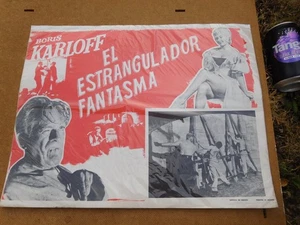 BORIS
KARLOFF
EL
ESTRANGULADOR
FANTASMA
Tang